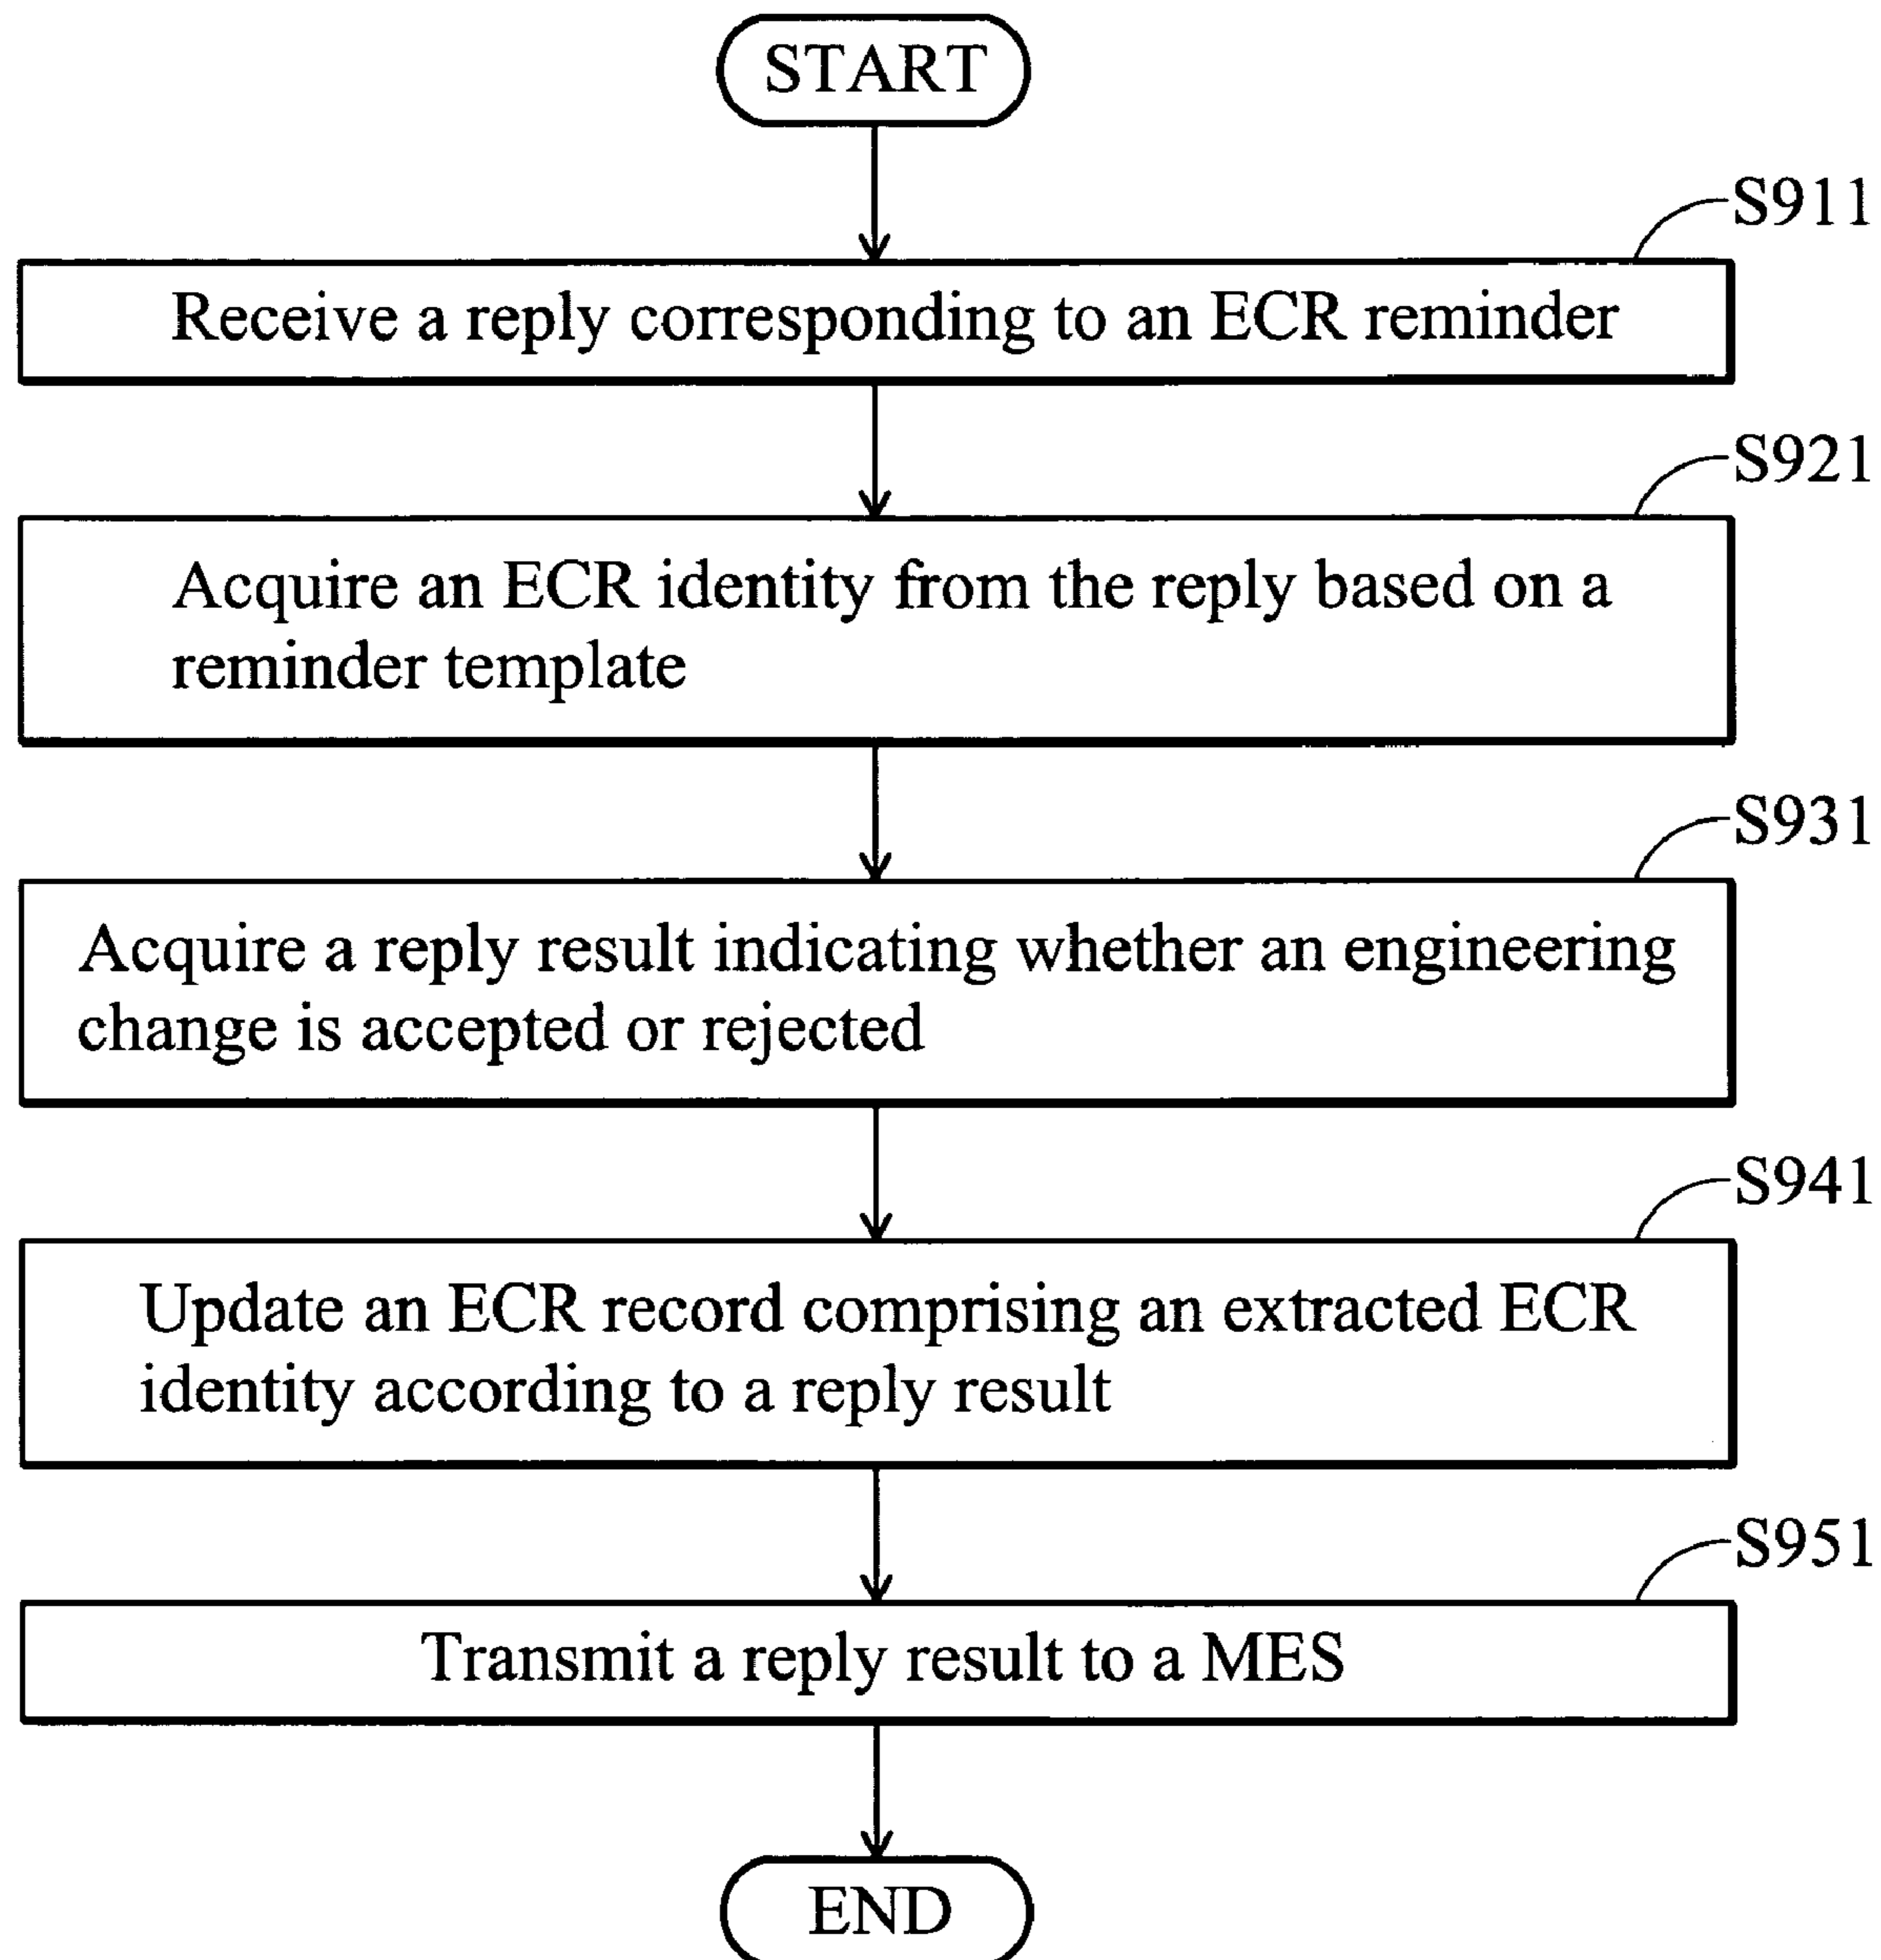 START
S911
Receive a reply corresponding to an ECR reminder
S921
Acquire an ECR identity from the reply based on a
reminder template
S931
Acquire a reply result indicating whether an engineering
change is accepted or rejected
S941
Update an ECR record comprising an extracted ECR
identity according to a reply result
S951
Transmit a reply result to a MES
END